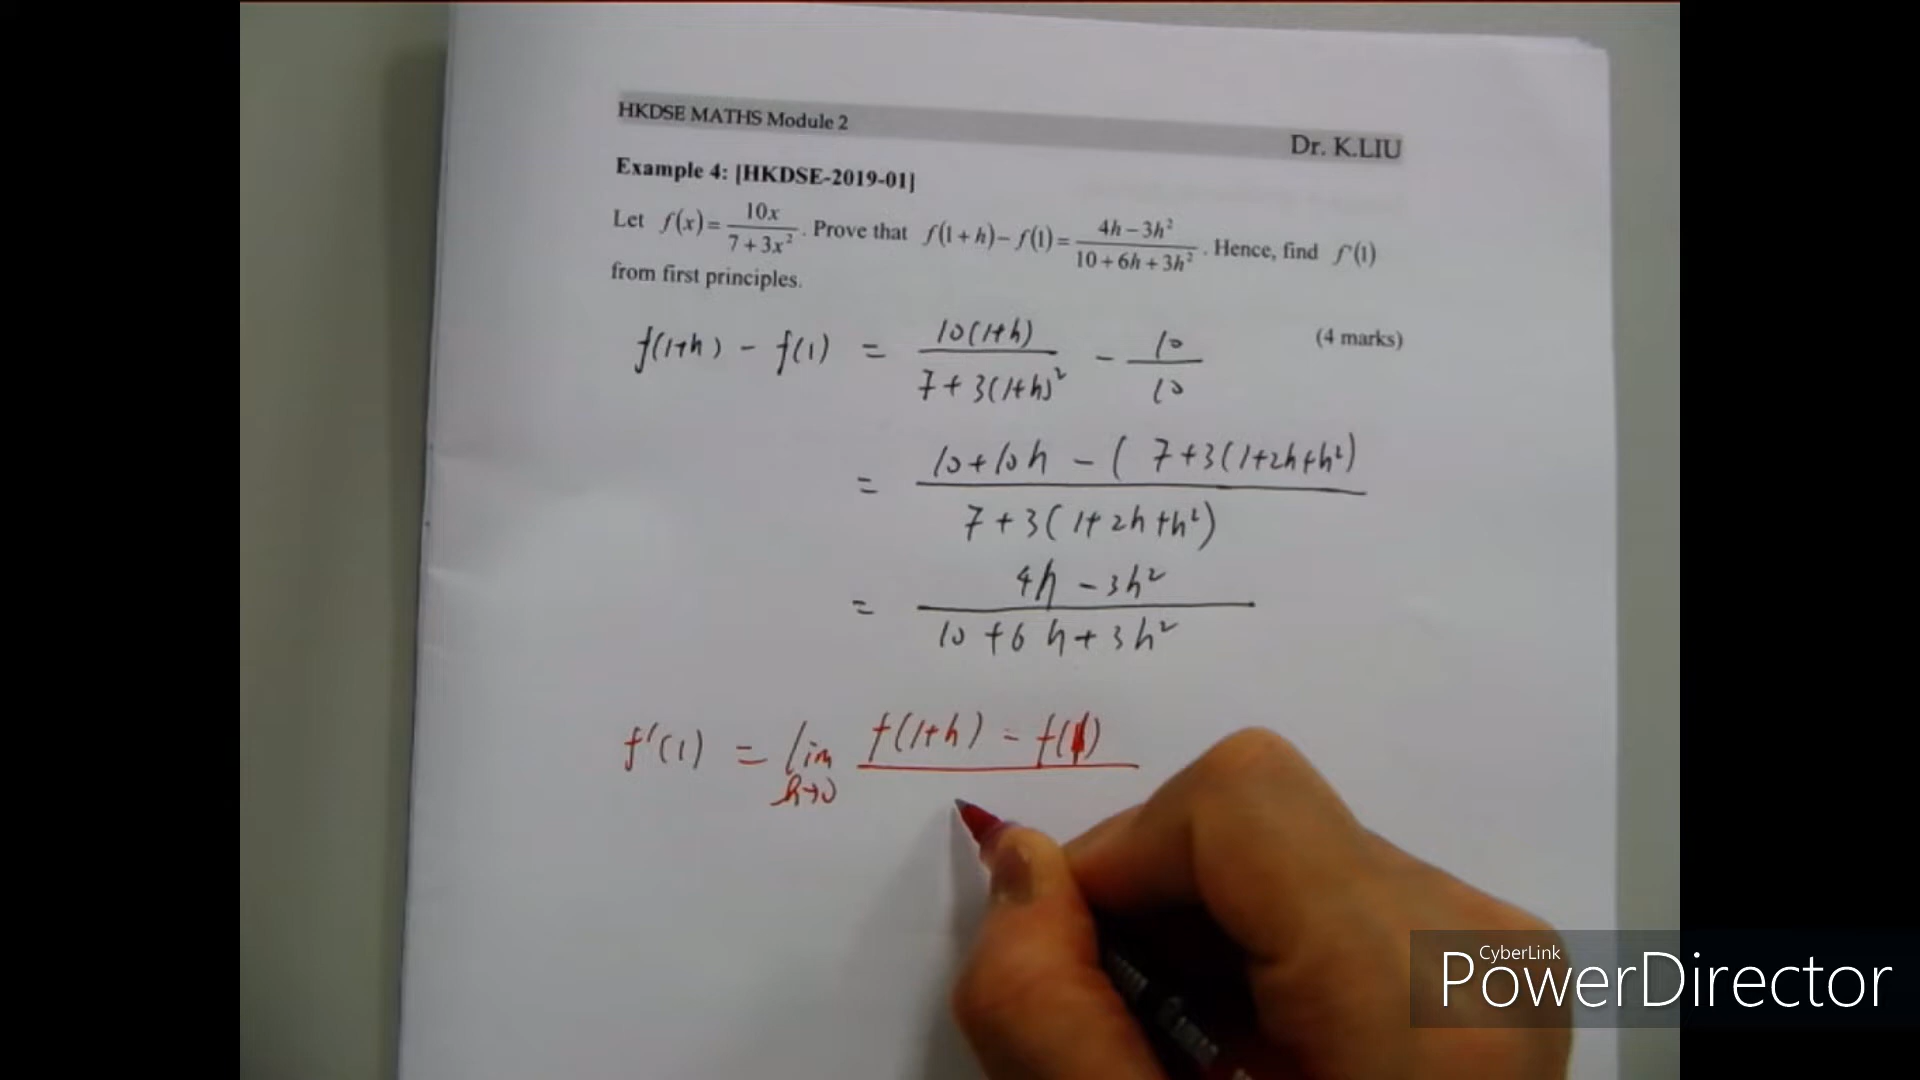 HKDSE MATHS Module 2
Dr. K.LIU
Example 4: [HKDSE-2019-01]
Let f(x) = 10x / (7 + 3x²) . Prove that f(1 + h) − f(1) = (4h − 3h²) / (10 + 6h + 3h²) . Hence, find f'(1)
from first principles.
(4 marks)
f(1+h) − f(1) = 10(1+h) / (7 + 3(1+h)²) − 10 / 10
= (10+10h − ( 7+3(1+2h+h²)) / (7+3(1+2h+h²))
= (4h − 3h²) / (10 + 6h + 3h²)
f'(1) = lim h→0 f(1+h) − f(1)
CyberLink
PowerDirector